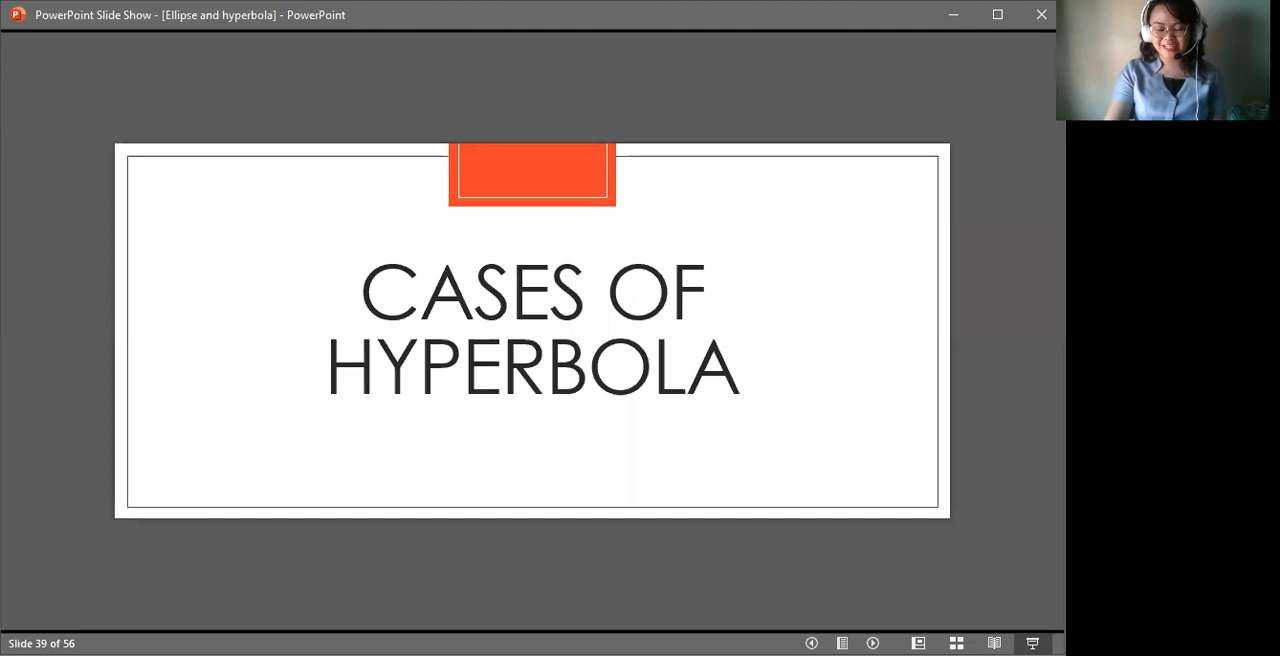 PowerPoint Slide Show - [Ellipse and hyperbola] - PowerPoint
CASES OF
HYPERBOLA
Slide 39 of 56